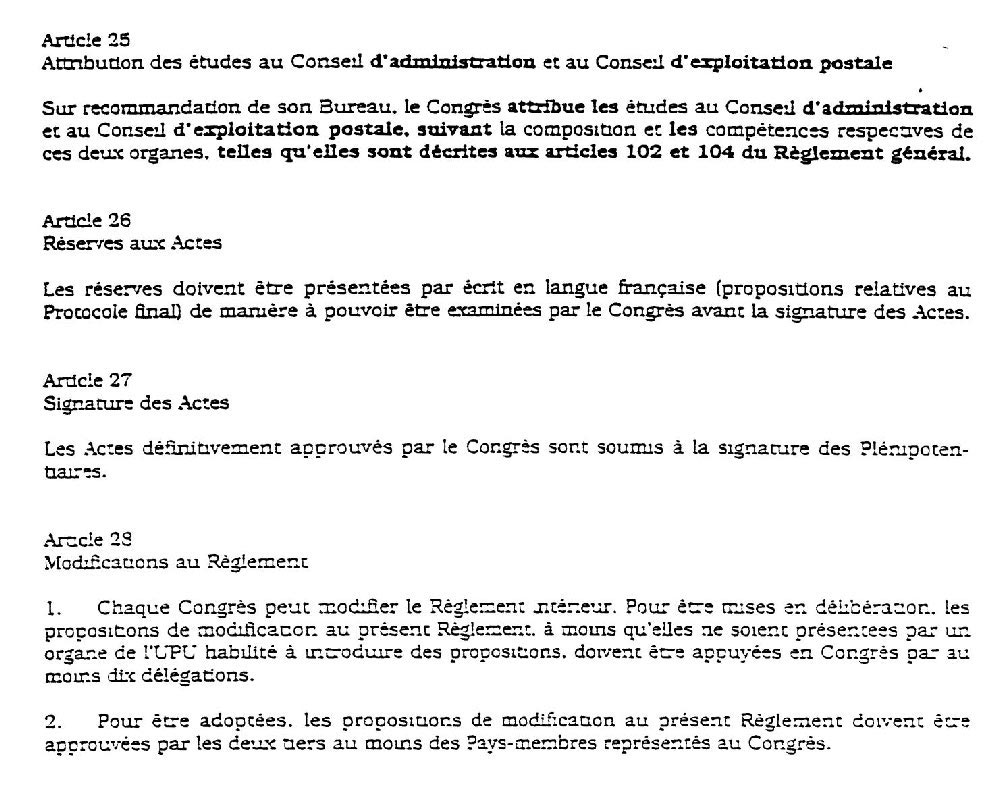 Article 25
Attribution des études au Conseil d'administration et au Conseil d'exploitation postale
Sur recommandation de son Bureau, le Congrès attribue les études au Conseil d'administration
et au Conseil d'exploitation postale, suivant la composition et les compétences respectives de
ces deux organes, telles qu'elles sont décrites aux articles 102 et 104 du Règlement général.
Article 26
Réserves aux Actes
Les réserves doivent être présentées par écrit en langue française (propositions relatives au
Protocole final) de manière à pouvoir être examinées par le Congrès avant la signature des Actes.
Article 27
Signature des Actes
Les Actes définitivement approuvés par le Congrès sont soumis à la signature des Plénipoten-
tiaires.
Article 28
Modifications au Règlement
1. Chaque Congrès peut modifier le Règlement intérieur. Pour être mises en délibération, les
propositions de modification au présent Règlement, à moins qu'elles ne soient présentées par un
organe de l'UPU habilité à introduire des propositions, doivent être appuyées en Congrès par au
moins dix délégations.
2. Pour être adoptées, les propositions de modification au présent Règlement doivent être
approuvées par les deux tiers au moins des Pays-membres représentés au Congrès.